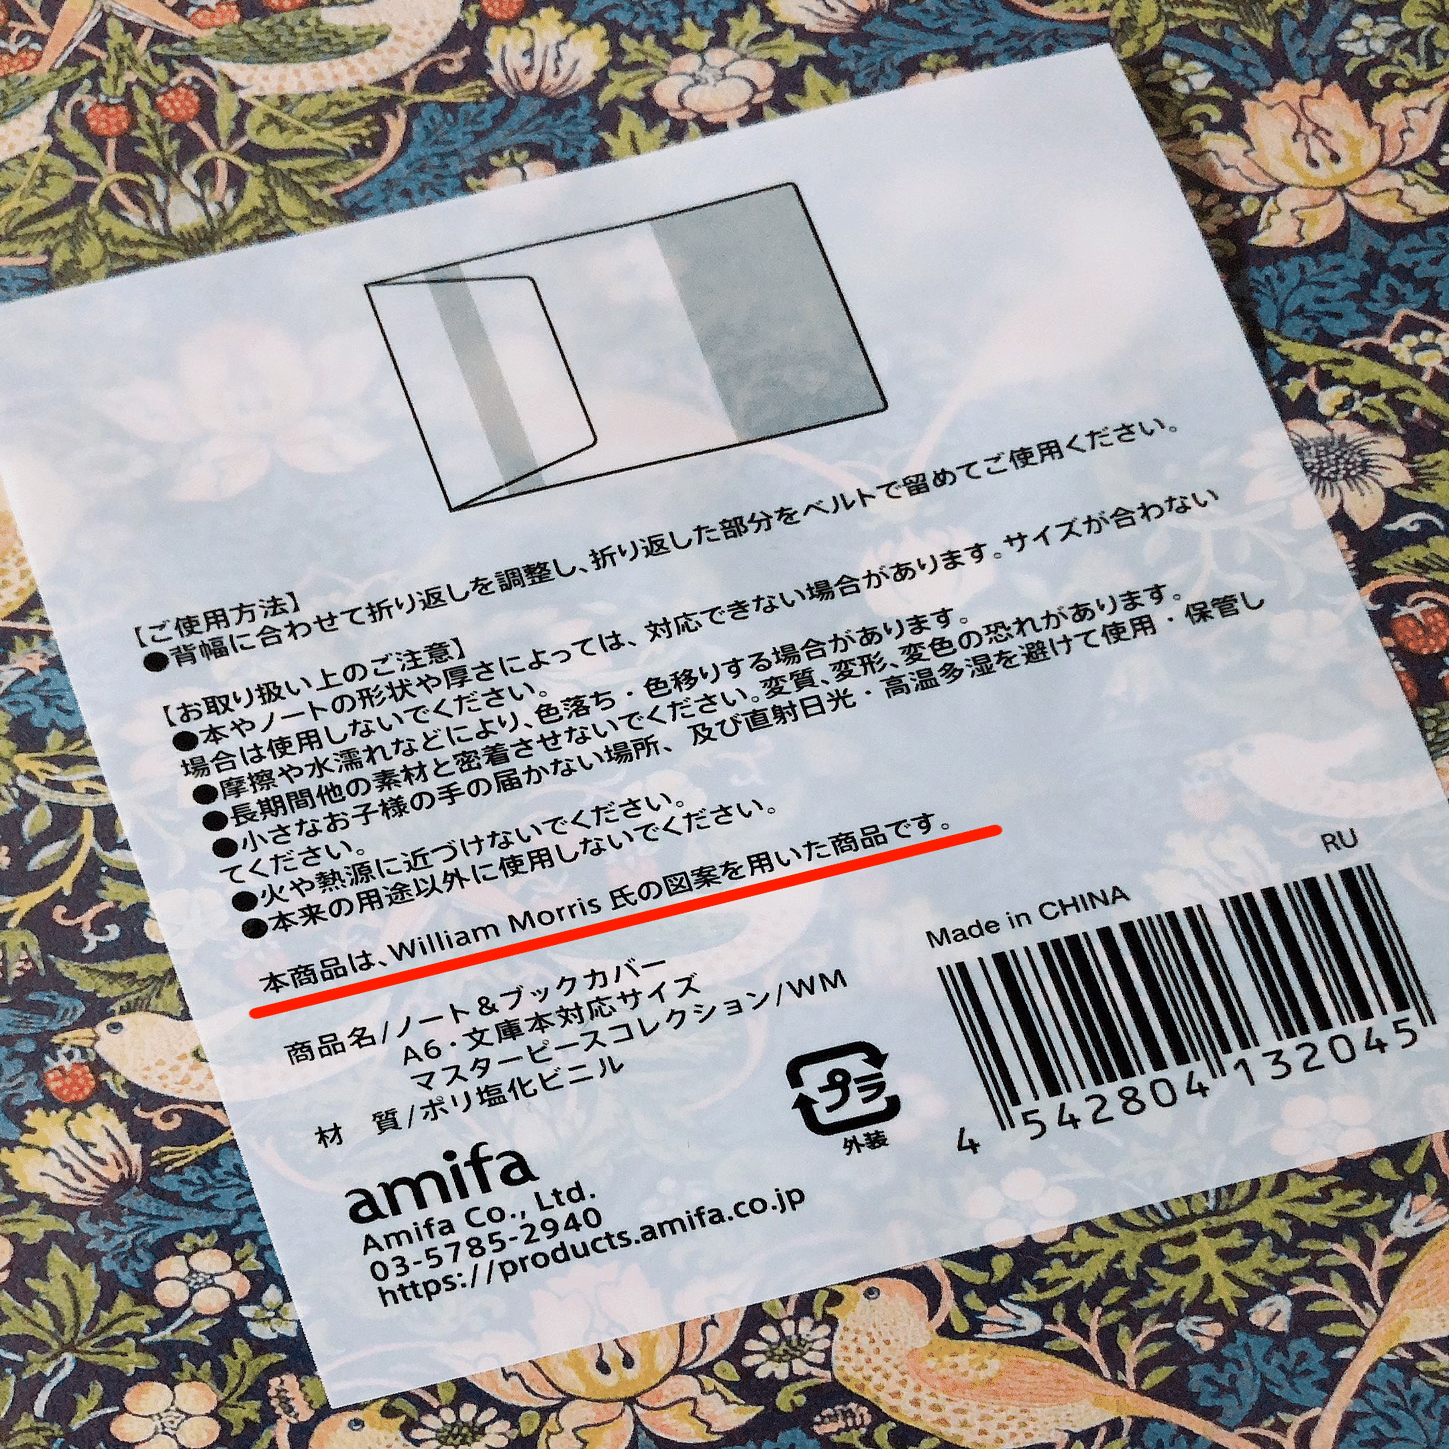 【ご使用方法】
●背幅に合わせて折り返しを調整し、折り返した部分をベルトで留めてご使用ください。
【お取り扱い上のご注意】
●本やノートの形状や厚さによっては、対応できない場合があります。サイズが合わない
場合は使用しないでください。
●摩擦や水濡れなどにより、色落ち・色移りする場合があります。
●長期間他の素材と密着させないでください。変質、変形、変色の恐れがあります。
●小さなお子様の手の届かない場所、及び直射日光・高温多湿を避けて使用・保管し
てください。
●火や熱源に近づけないでください。
●本来の用途以外に使用しないでください。
本商品は、William Morris 氏の図案を用いた商品です。
商品名/ノート＆ブックカバー
A6・文庫本対応サイズ
マスターピースコレクション/WM
材 質/ポリ塩化ビニル
amifa
Amifa Co., Ltd.
03-5785-2940
https://products.amifa.co.jp
プラ
外装
RU
Made in CHINA
4 542804 132045